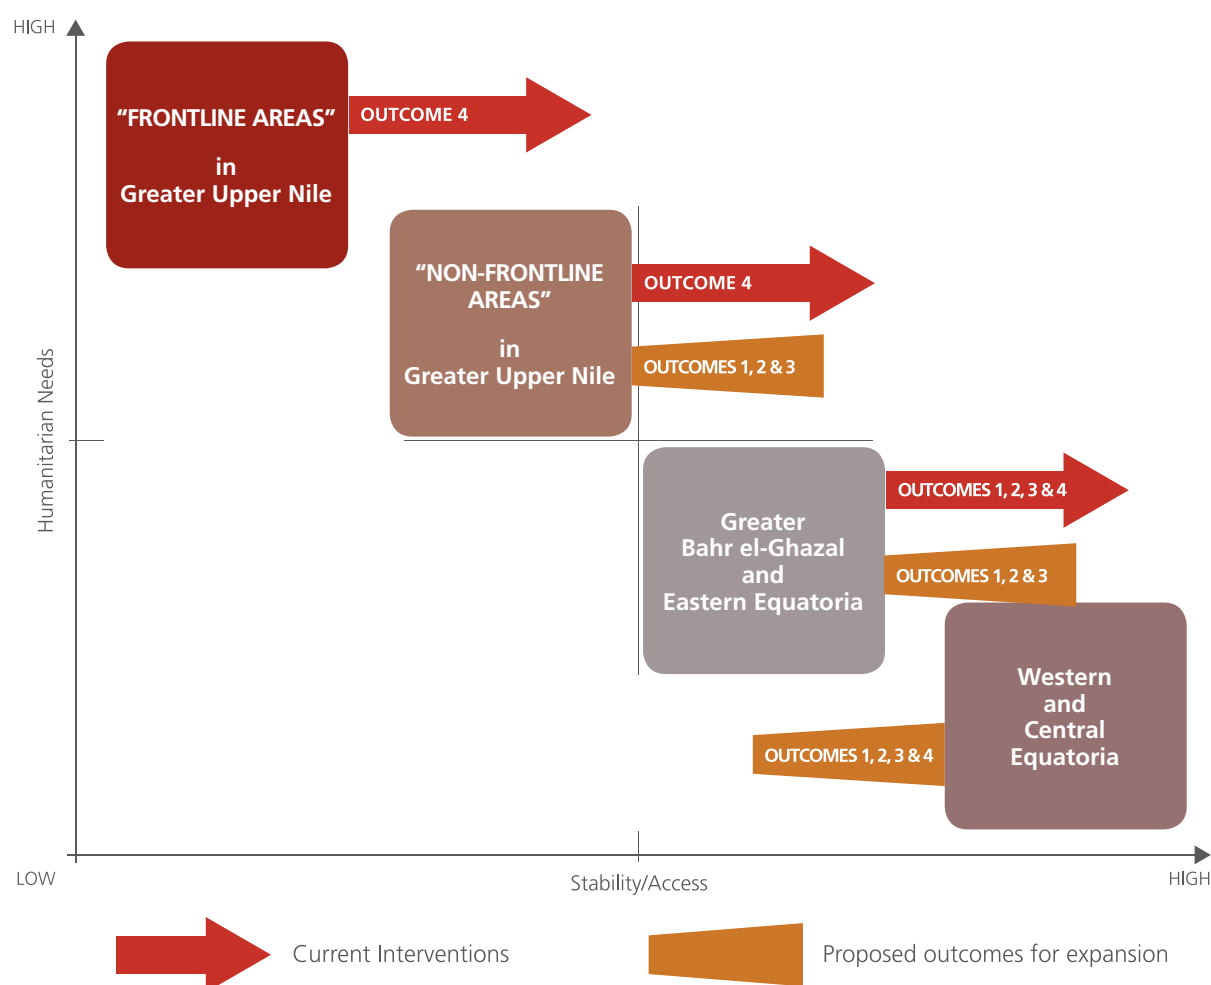 HIGH
“FRONTLINE AREAS”
in
Greater Upper Nile
OUTCOME 4
“NON-FRONTLINE
AREAS”
in
Greater Upper Nile
OUTCOME 4
OUTCOMES 1, 2 & 3
Humanitarian Needs
Greater
Bahr el-Ghazal
and
Eastern Equatoria
OUTCOMES 1, 2, 3 & 4
OUTCOMES 1, 2 & 3
Western
and
Central
Equatoria
OUTCOMES 1, 2, 3 & 4
LOW
Stability/Access
HIGH
Current Interventions
Proposed outcomes for expansion